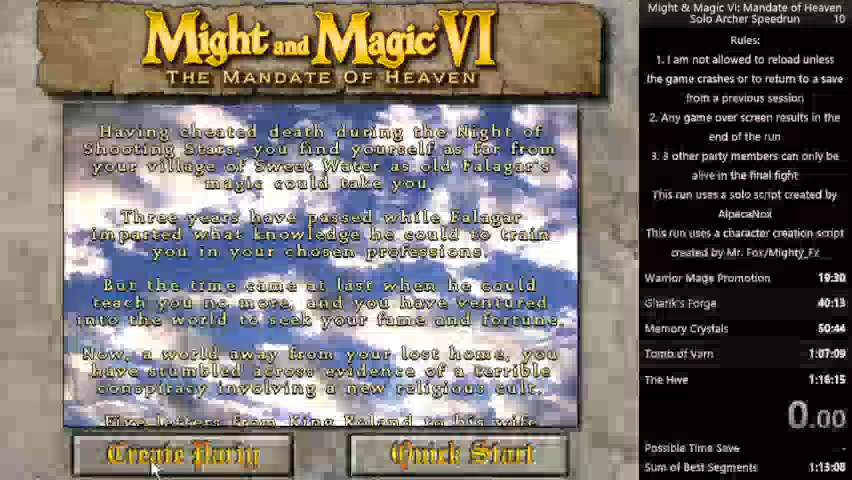 Might and Magic VI
THE MANDATE OF HEAVEN
Having cheated death during the Night of
Shooting Stars, you find yourself as far from
your village of Sweet Water as old Falagar's
magic could take you.
Three years have passed while Falagar
imparted what knowledge he could to train
you in your chosen professions.
But the time came at last when he could
teach you no more, and you have ventured
into the world to seek your fame and fortune.
Now, a world away from your lost home, you
have stumbled across evidence of a terrible
conspiracy involving a new religious cult.
Five letters from King Roland to his wife
Create Party
Quick Start
Might & Magic VI: Mandate of Heaven
Solo Archer Speedrun 10
Rules:
1. I am not allowed to reload unless
the game crashes or to return to a save
from a previous session
2. Any game over screen results in the
end of the run
3. 3 other party members can only be
alive in the final fight
This run uses a solo script created by
AlpacaNox
This run uses a character creation script
created by Mr. Fox/Mighty_Fx
Warrior Mage Promotion 19:30
Gharik's Forge 40:13
Memory Crystals 50:44
Tomb of Varn 1:07:09
The Hive 1:16:15
0.00
Possible Time Save -
Sum of Best Segments 1:13:08